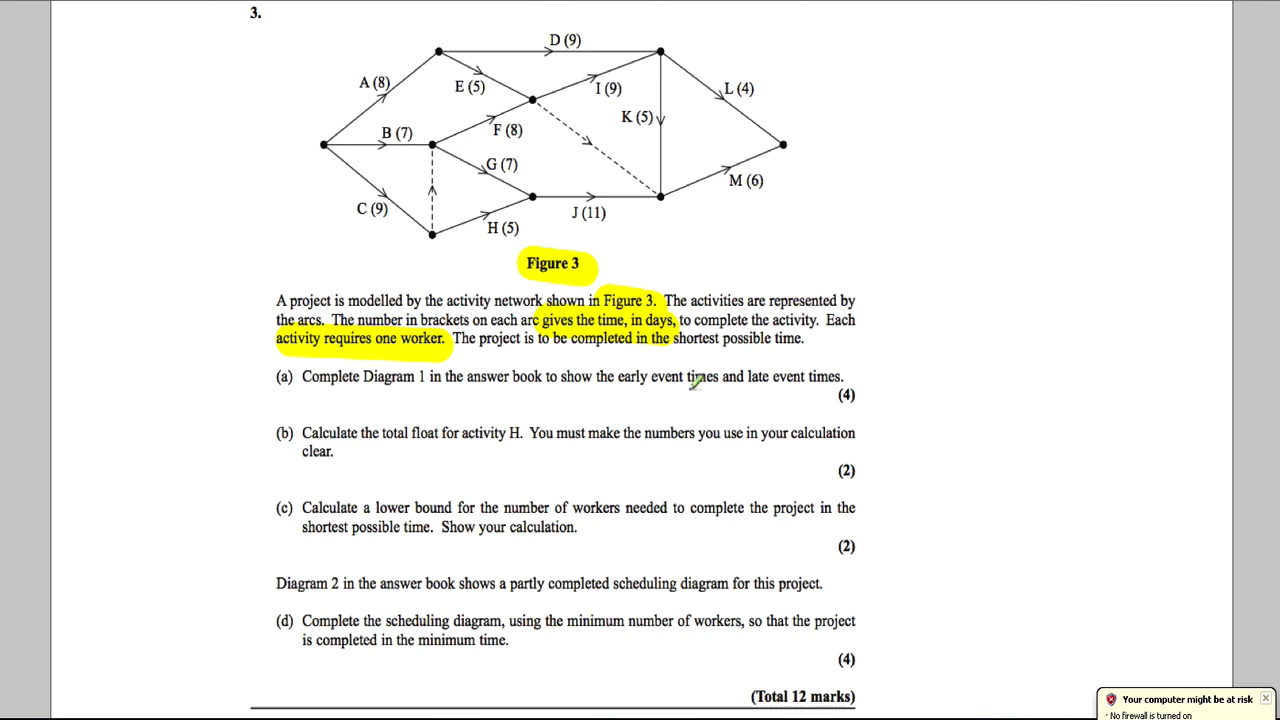 3.
D (9)
A (8)
E (5)
I (9)
L (4)
K (5)
B (7)
F (8)
G (7)
M (6)
C (9)
J (11)
H (5)
Figure 3
A project is modelled by the activity network shown in Figure 3. The activities are represented by
the arcs. The number in brackets on each arc gives the time, in days, to complete the activity. Each
activity requires one worker. The project is to be completed in the shortest possible time.
(a) Complete Diagram 1 in the answer book to show the early event times and late event times.
(4)
(b) Calculate the total float for activity H. You must make the numbers you use in your calculation
clear.
(2)
(c) Calculate a lower bound for the number of workers needed to complete the project in the
shortest possible time. Show your calculation.
(2)
Diagram 2 in the answer book shows a partly completed scheduling diagram for this project.
(d) Complete the scheduling diagram, using the minimum number of workers, so that the project
is completed in the minimum time.
(4)
(Total 12 marks)
Your computer might be at risk
· No firewall is turned on